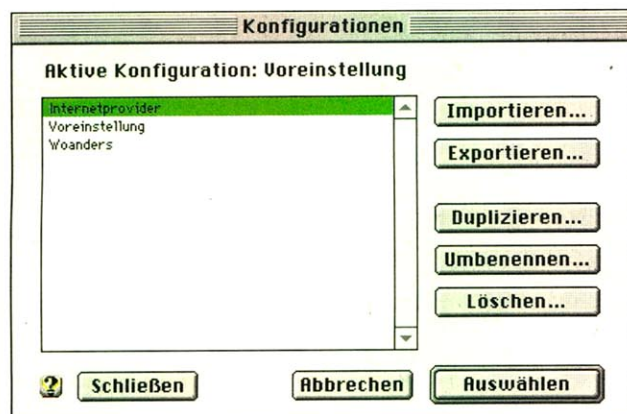 Konfigurationen
Aktive Konfiguration: Voreinstellung
Internetprovider
Voreinstellung
Woanders
Importieren...
Exportieren...
Duplizieren...
Umbenennen...
Löschen...
? Schließen Abbrechen Auswählen